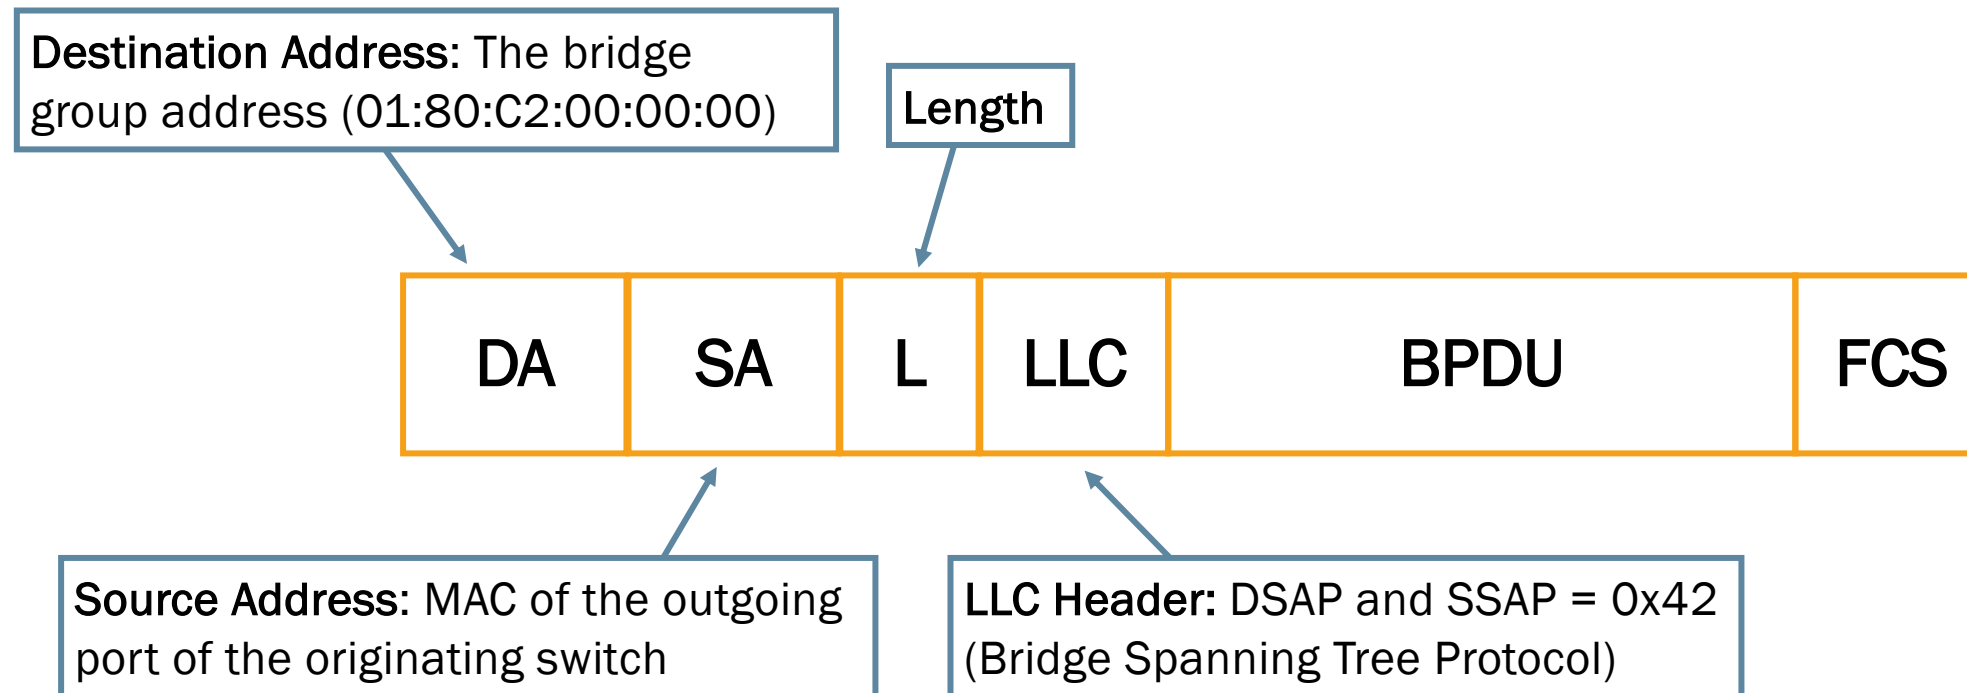 Destination Address: The bridge
group address (01:80:C2:00:00:00)
Length
DA SA L LLC BPDU FCS
Source Address: MAC of the outgoing
port of the originating switch
LLC Header: DSAP and SSAP = 0x42
(Bridge Spanning Tree Protocol)